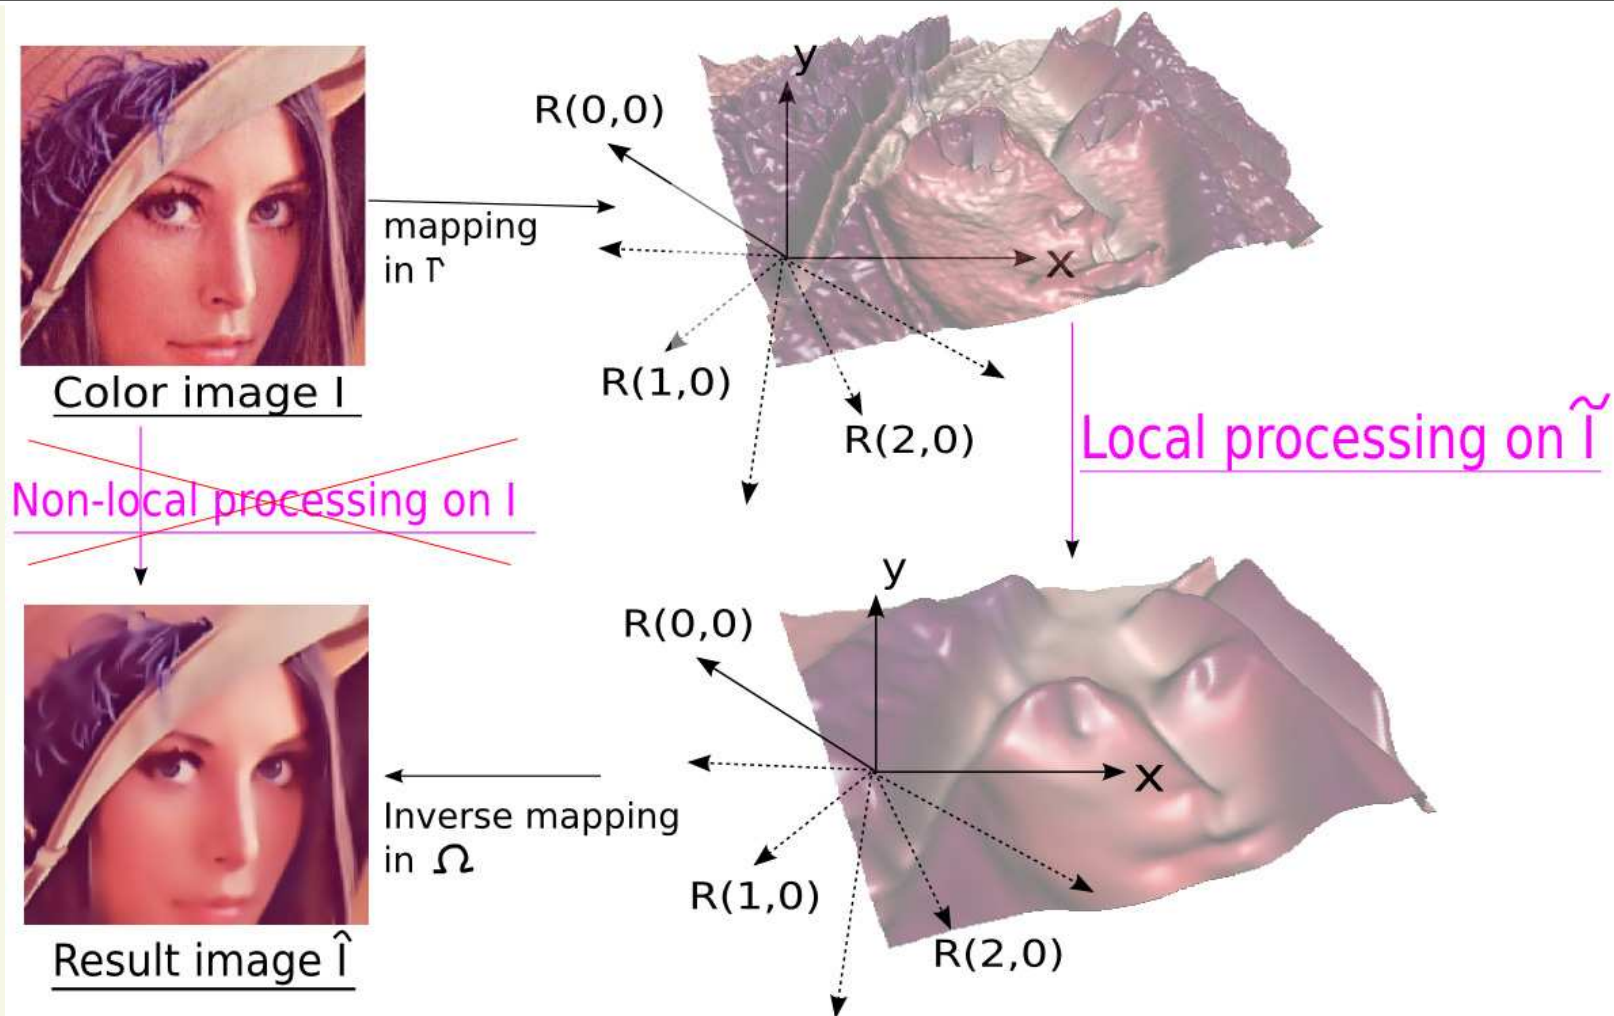 y
R(0,0)
mapping
in Γ
x
R(1,0)
Color image I
R(2,0)
Local processing on Ĩ
Non-local processing on I
y
R(0,0)
x
Inverse mapping
in Ω
R(1,0)
Result image Î
R(2,0)